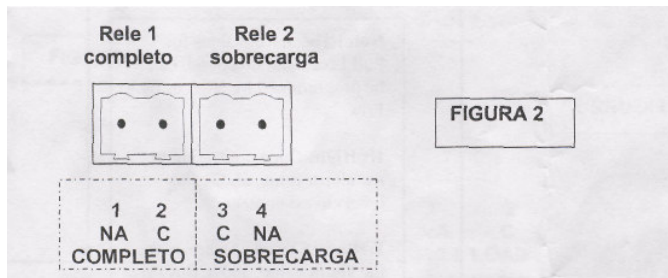 Rele 1 Rele 2
completo sobrecarga
FIGURA 2
1 2 3 4
NA C C NA
COMPLETO SOBRECARGA